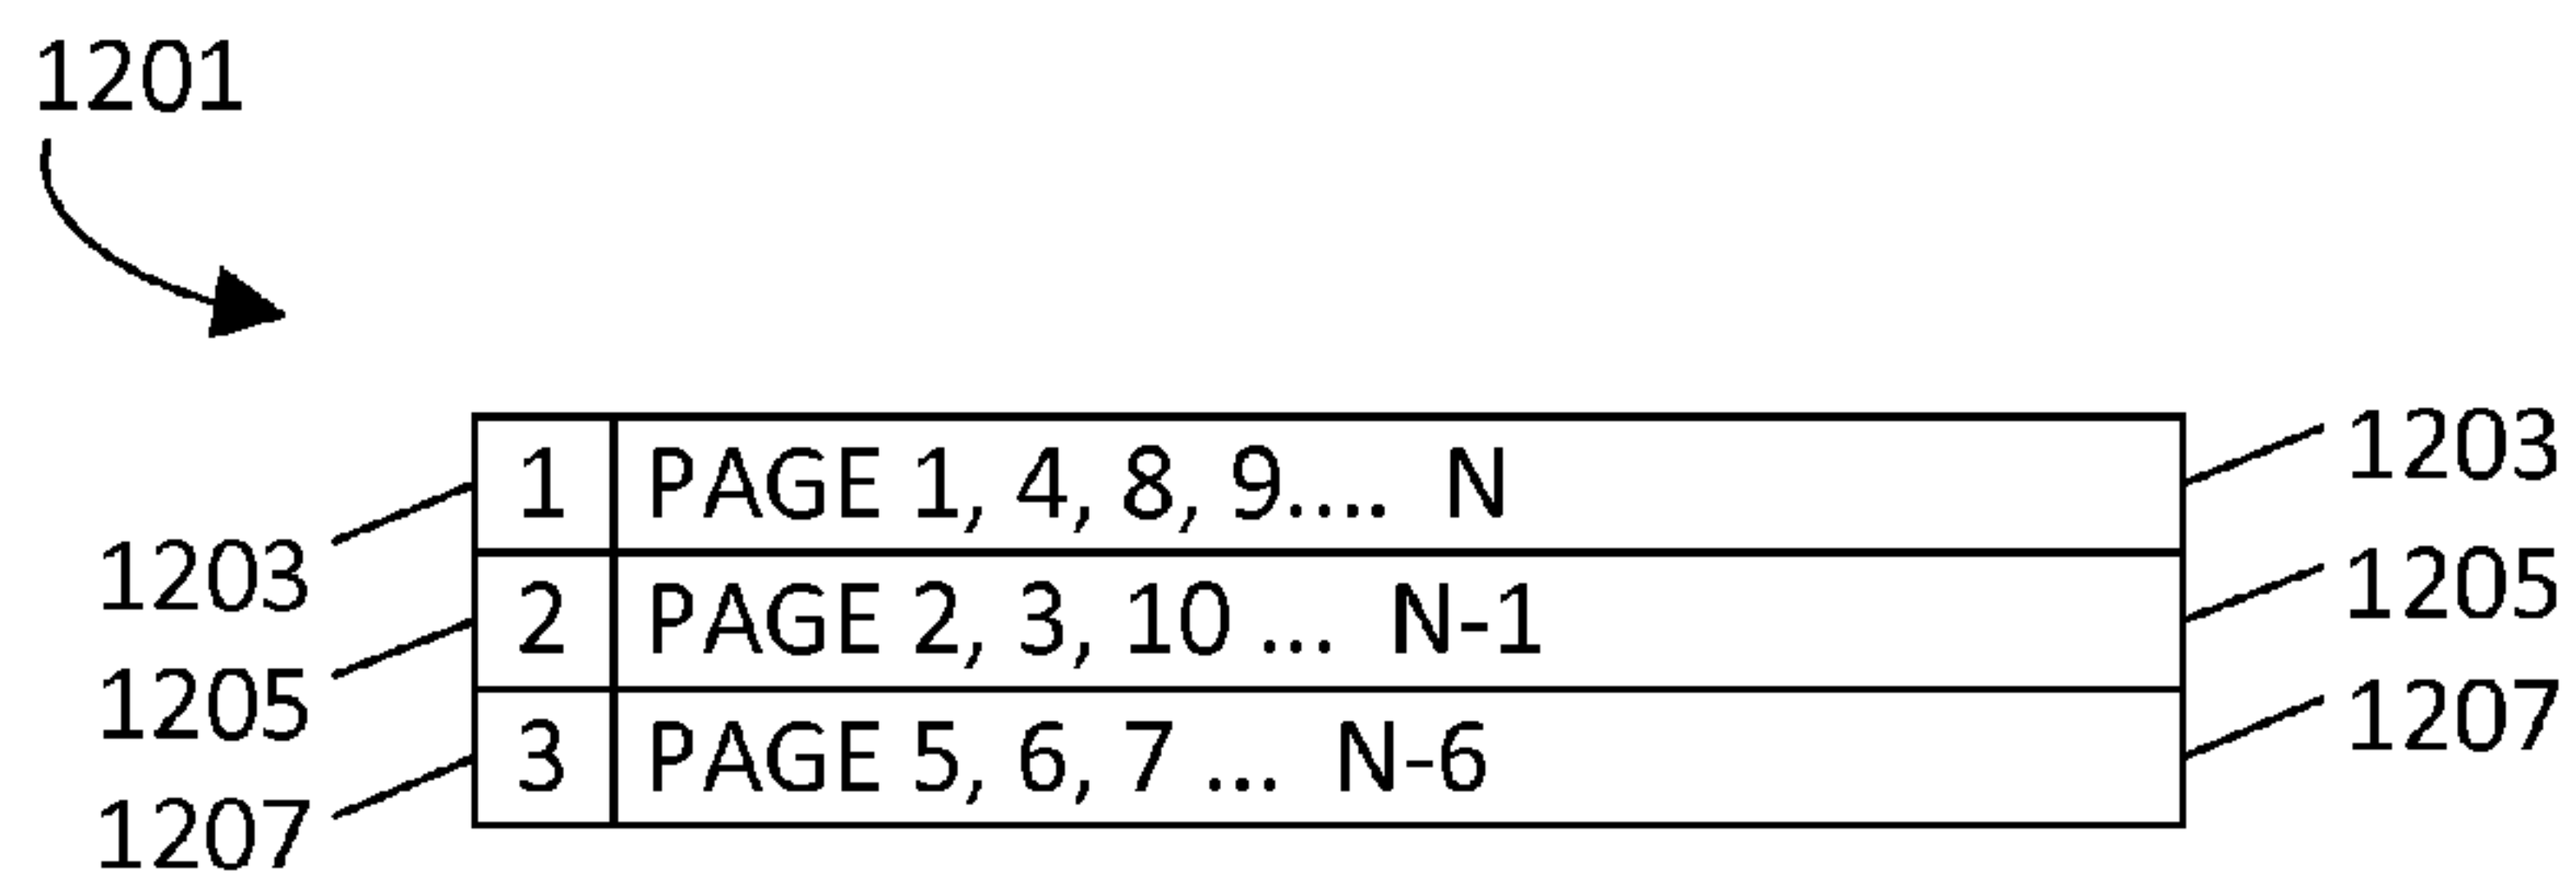 1201
1 PAGE 1, 4, 8, 9.... N 1203
1203
2 PAGE 2, 3, 10 ... N-1 1205
1205
3 PAGE 5, 6, 7 ... N-6 1207
1207